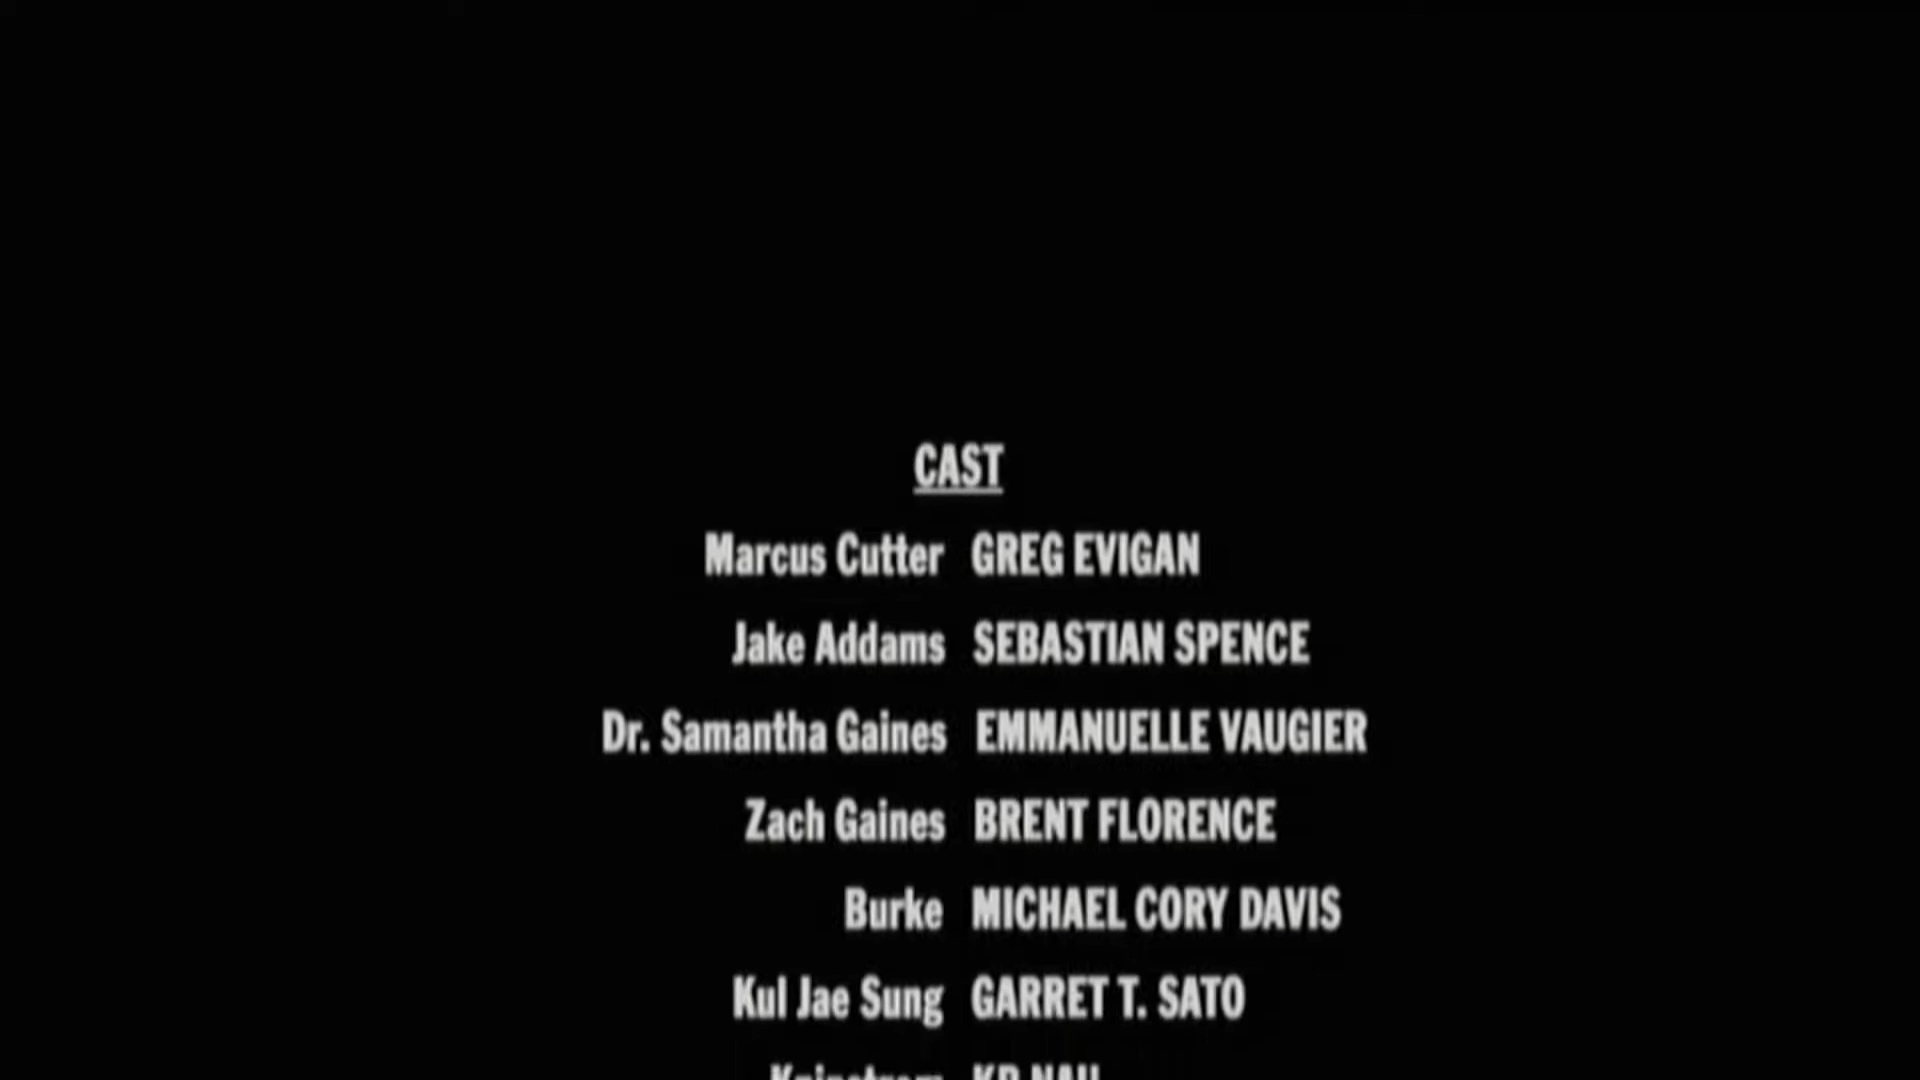 CAST
Marcus Cutter GREG EVIGAN
Jake Addams SEBASTIAN SPENCE
Dr. Samantha Gaines EMMANUELLE VAUGIER
Zach Gaines BRENT FLORENCE
Burke MICHAEL CORY DAVIS
Kul Jae Sung GARRET T. SATO